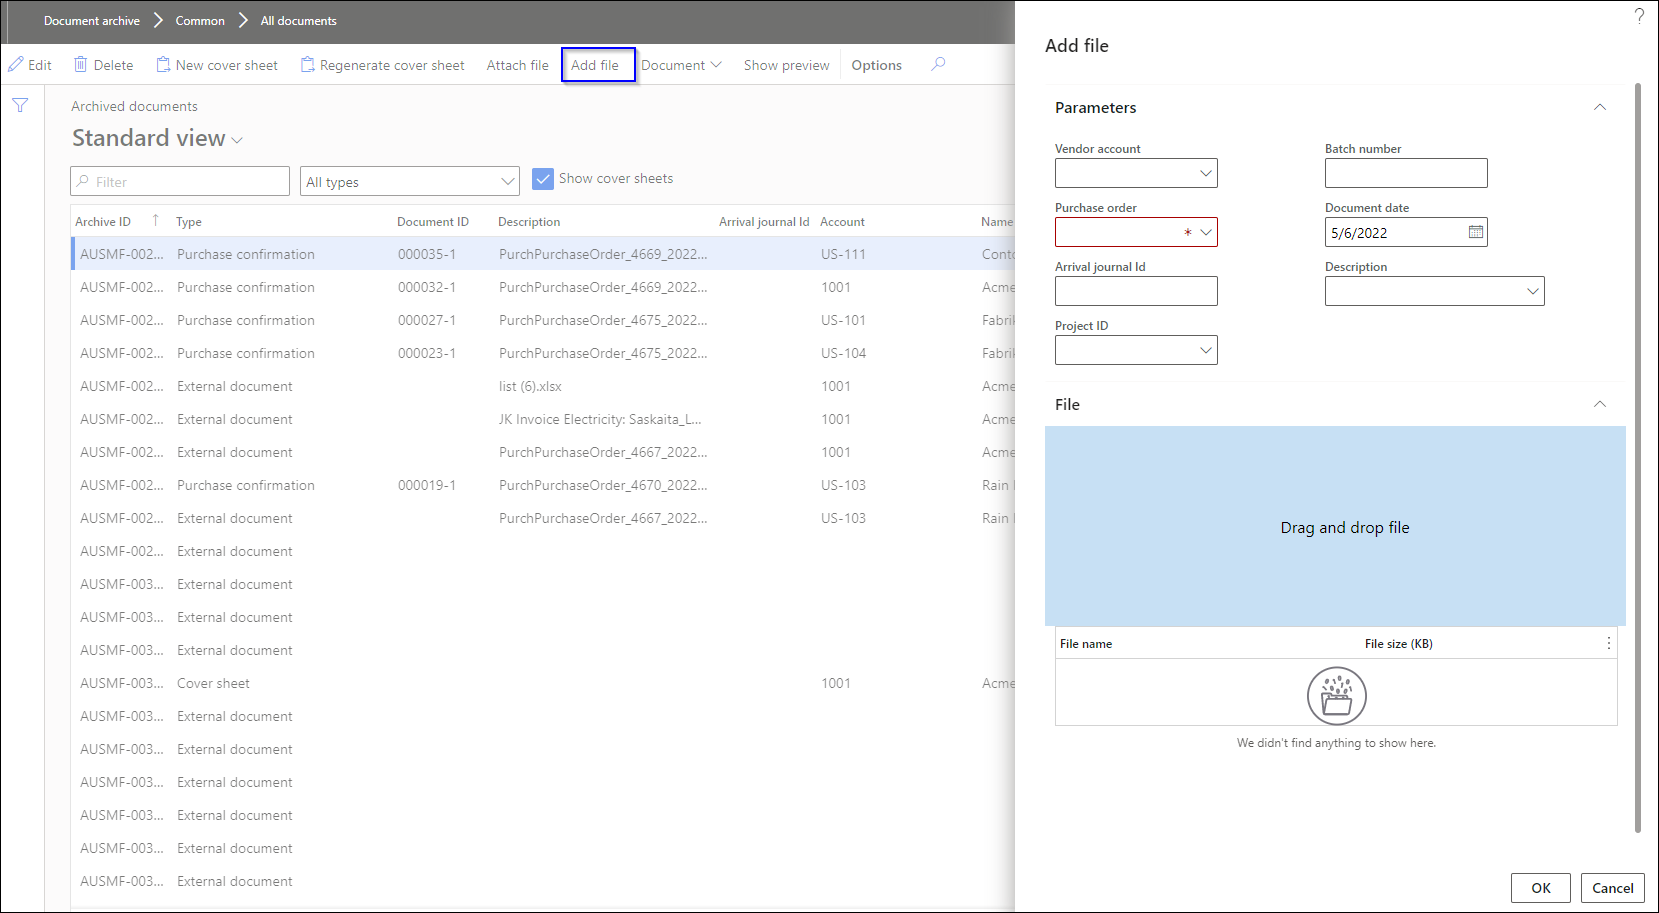 Document archive > Common > All documents
?
Add file
Edit Delete New cover sheet Regenerate cover sheet Attach file Add file Document Show preview Options
Archived documents
Standard view
Filter
All types
Show cover sheets
Archive ID ↑ Type Document ID Description Arrival journal Id Account Name
AUSMF-002... Purchase confirmation 000035-1 PurchPurchaseOrder_4669_2022... US-111 Conto
AUSMF-002... Purchase confirmation 000032-1 PurchPurchaseOrder_4669_2022... 1001 Acme
AUSMF-002... Purchase confirmation 000027-1 PurchPurchaseOrder_4675_2022... US-101 Fabrik
AUSMF-002... Purchase confirmation 000023-1 PurchPurchaseOrder_4675_2022... US-104 Fabrik
AUSMF-002... External document list (6).xlsx 1001 Acme
AUSMF-002... External document JK Invoice Electricity: Saskaita_L... 1001 Acme
AUSMF-002... External document PurchPurchaseOrder_4667_2022... 1001 Acme
AUSMF-002... Purchase confirmation 000019-1 PurchPurchaseOrder_4670_2022... US-103 Rain
AUSMF-002... External document PurchPurchaseOrder_4667_2022... US-103 Rain
AUSMF-002... External document
AUSMF-003... External document
AUSMF-003... External document
AUSMF-003... External document
AUSMF-003... Cover sheet 1001 Acme
AUSMF-003... External document
AUSMF-003... External document
AUSMF-003... External document
AUSMF-003... External document
AUSMF-003... External document
AUSMF-003... External document
Parameters
Vendor account
Batch number
Purchase order
*
Document date
5/6/2022
Arrival journal Id
Description
Project ID
File
Drag and drop file
File name File size (KB)
We didn't find anything to show here.
OK Cancel